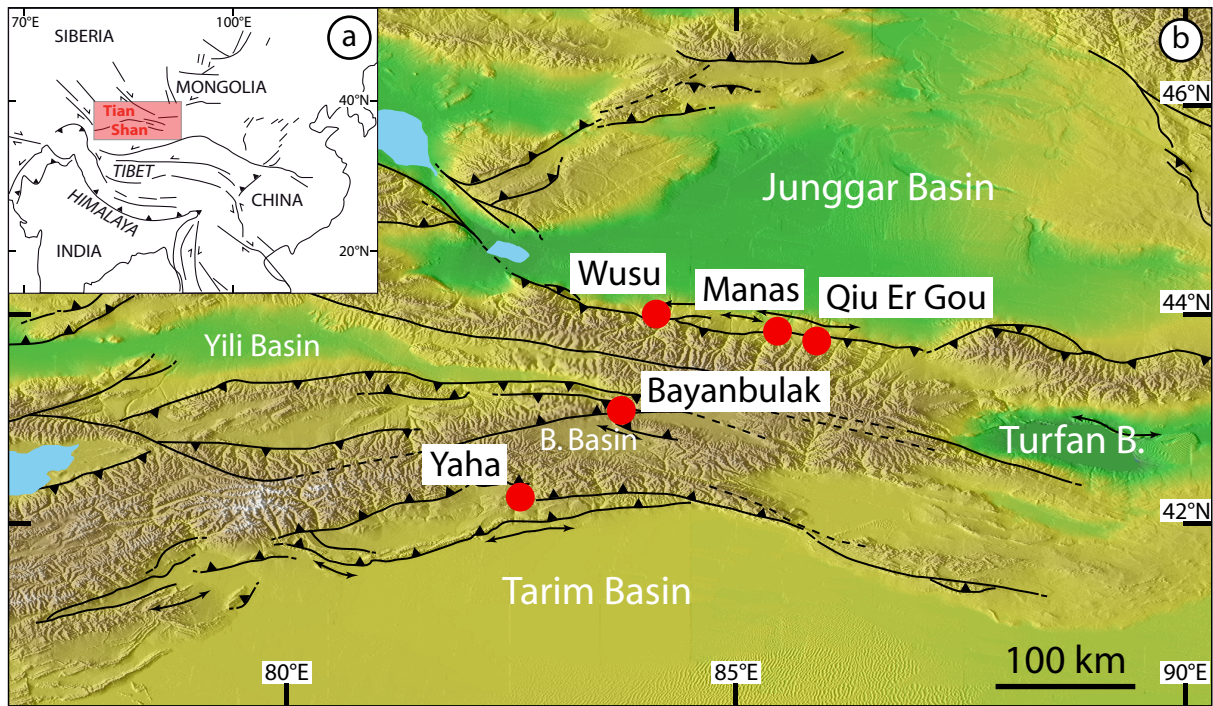 70°E
100°E
a
SIBERIA
MONGOLIA
40°N
Tian
Shan
TIBET
HIMALAYA
CHINA
INDIA
20°N
b
46°N
Junggar Basin
Wusu
Manas
Qiu Er Gou
44°N
Yili Basin
Bayanbulak
B. Basin
Turfan B.
Yaha
42°N
Tarim Basin
80°E
85°E
100 km
90°E